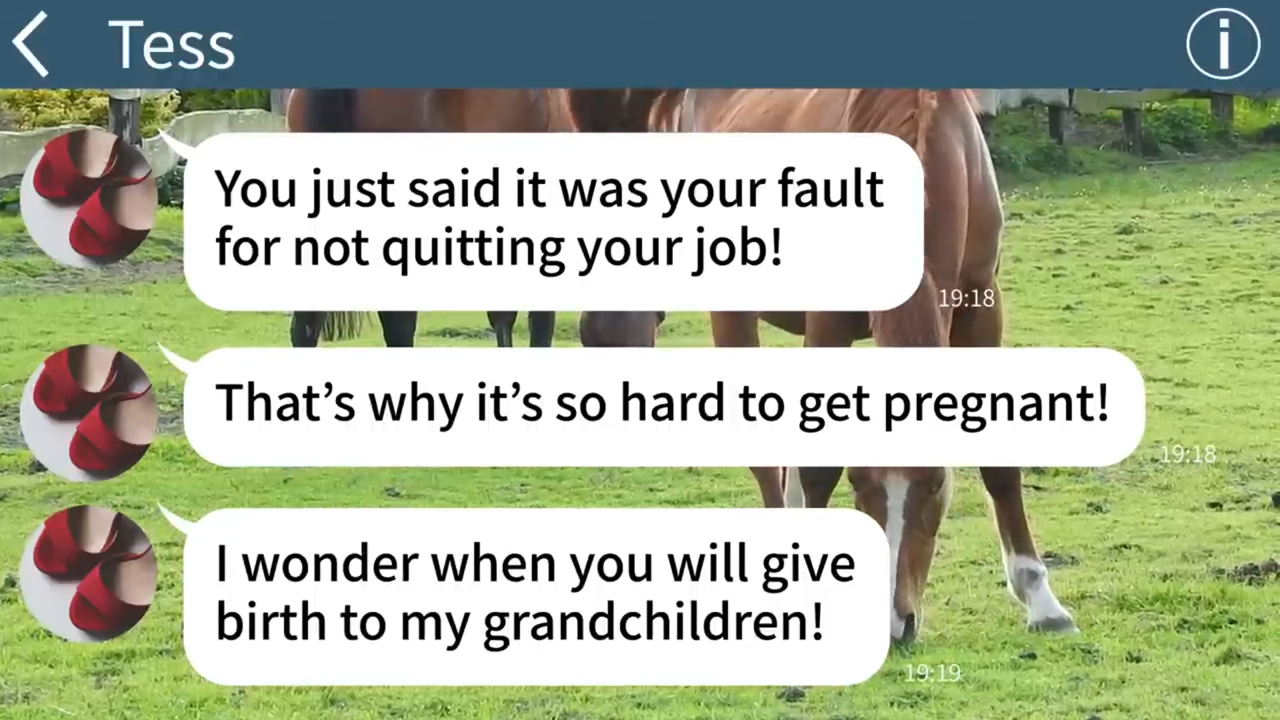 Tess
You just said it was your fault
for not quitting your job!
19:18
That’s why it’s so hard to get pregnant!
19:18
I wonder when you will give
birth to my grandchildren!
19:19